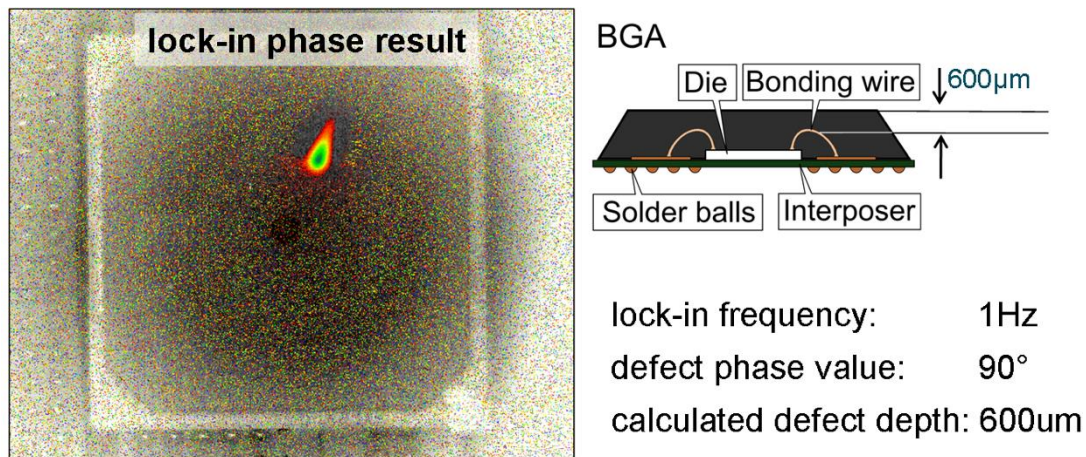 lock-in phase result
BGA
600µm
Die
Bonding wire
Solder balls
Interposer
lock-in frequency: 1Hz
defect phase value: 90°
calculated defect depth: 600um